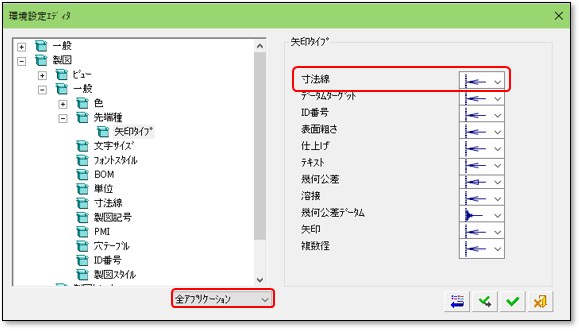 環境設定ｴﾃﾞｨﾀ
一般
製図
ﾋﾞｭｰ
一般
色
先端種
矢印ﾀｲﾌﾟ
文字ｻｲｽﾞ
ﾌｫﾝﾄｽﾀｲﾙ
BOM
単位
寸法線
製図記号
PMI
穴ﾃｰﾌﾞﾙ
ID番号
製図ｽﾀｲﾙ
全ｱﾌﾟﾘｹｰｼｮﾝ
矢印ﾀｲﾌﾟ
寸法線
ﾃﾞｰﾀﾑﾀｰｹﾞｯﾄ
ID番号
表面粗さ
仕上げ
ﾃｷｽﾄ
幾何公差
溶接
幾何公差ﾃﾞｰﾀﾑ
矢印
複数径